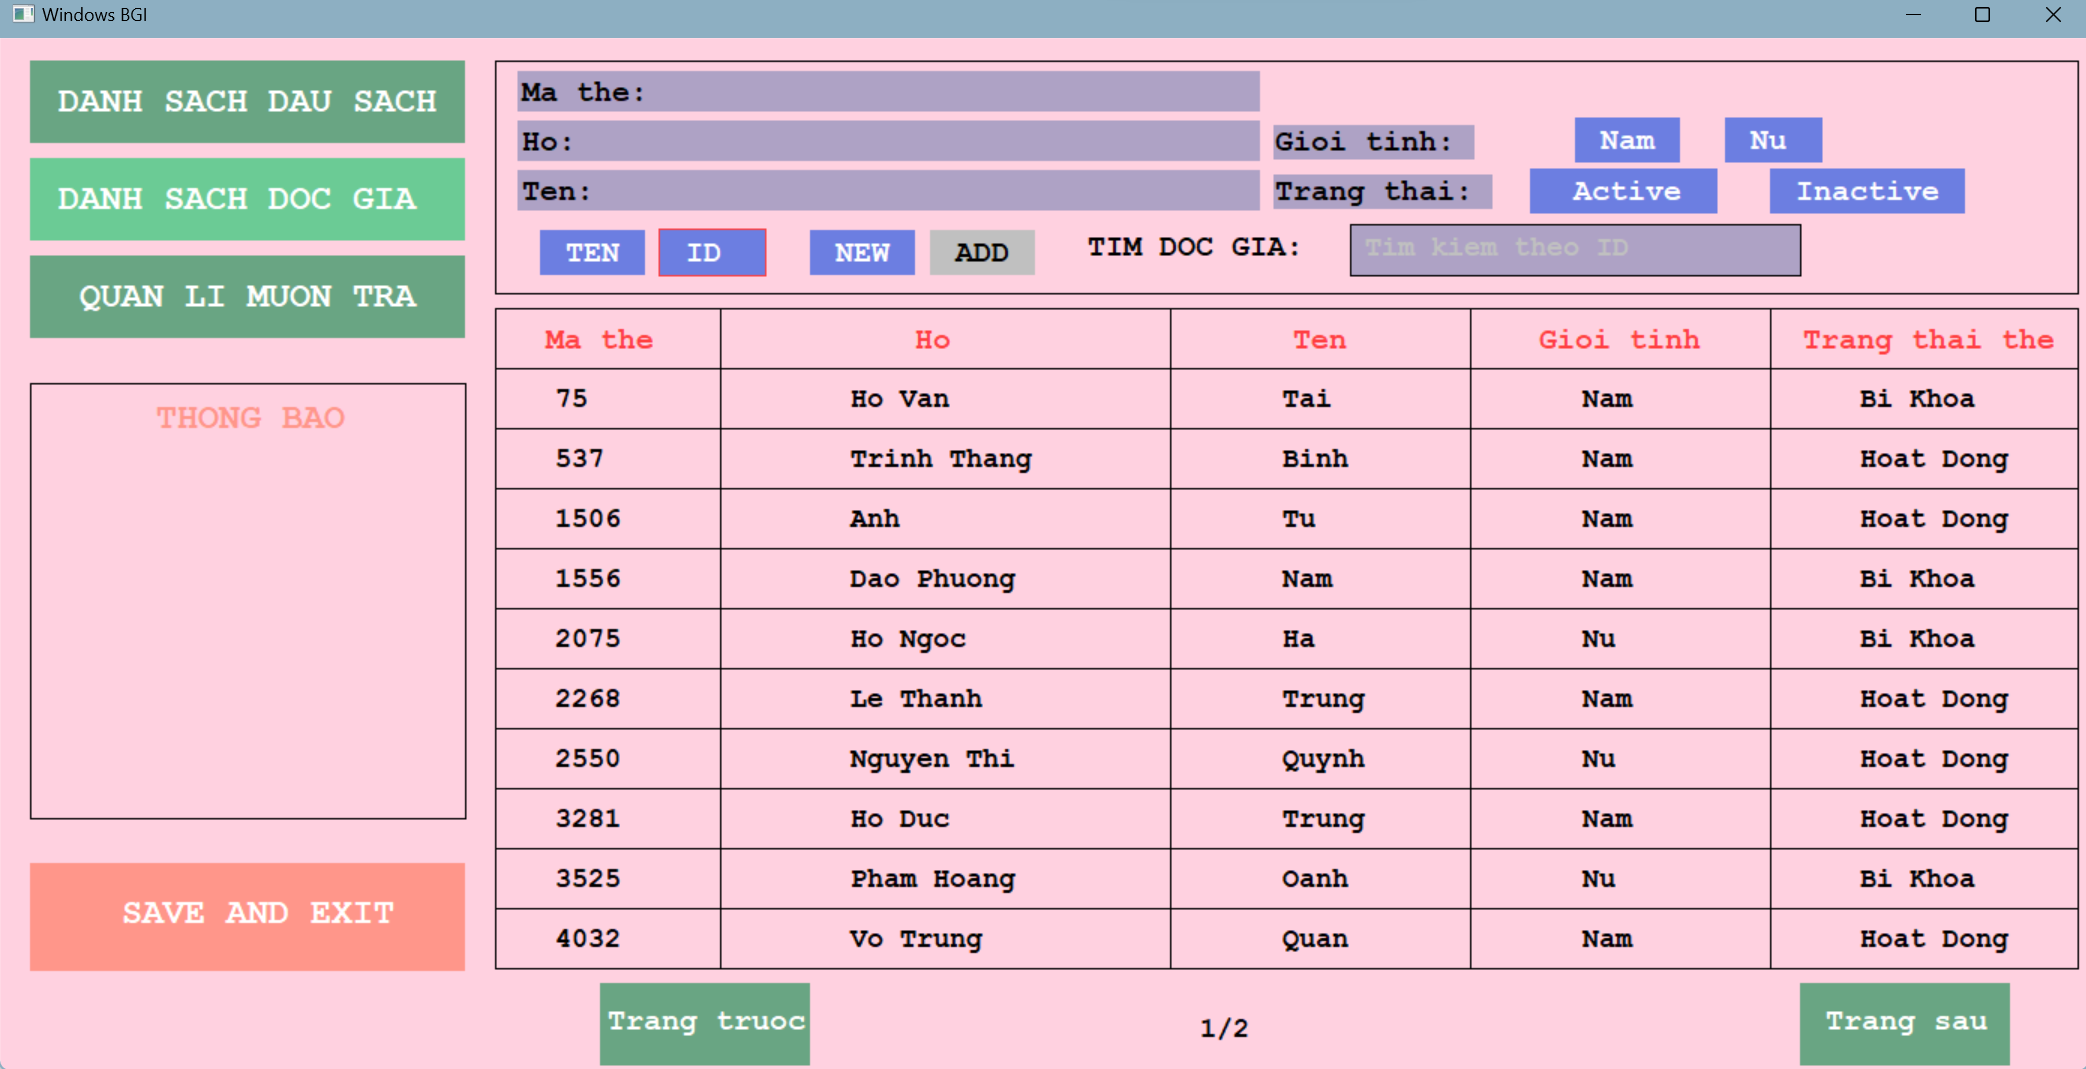 Windows BGI
DANH SACH DAU SACH
DANH SACH DOC GIA
QUAN LI MUON TRA
THONG BAO
SAVE AND EXIT
Ma the:
Ho: Gioi tinh: Nam Nu
Ten: Trang thai: Active Inactive
TEN ID NEW ADD TIM DOC GIA: Tim kiem theo ID
Ma the Ho Ten Gioi tinh Trang thai the
75 Ho Van Tai Nam Bi Khoa
537 Trinh Thang Binh Nam Hoat Dong
1506 Anh Tu Nam Hoat Dong
1556 Dao Phuong Nam Nam Bi Khoa
2075 Ho Ngoc Ha Nu Bi Khoa
2268 Le Thanh Trung Nam Hoat Dong
2550 Nguyen Thi Quynh Nu Hoat Dong
3281 Ho Duc Trung Nam Hoat Dong
3525 Pham Hoang Oanh Nu Bi Khoa
4032 Vo Trung Quan Nam Hoat Dong
Trang truoc 1/2 Trang sau